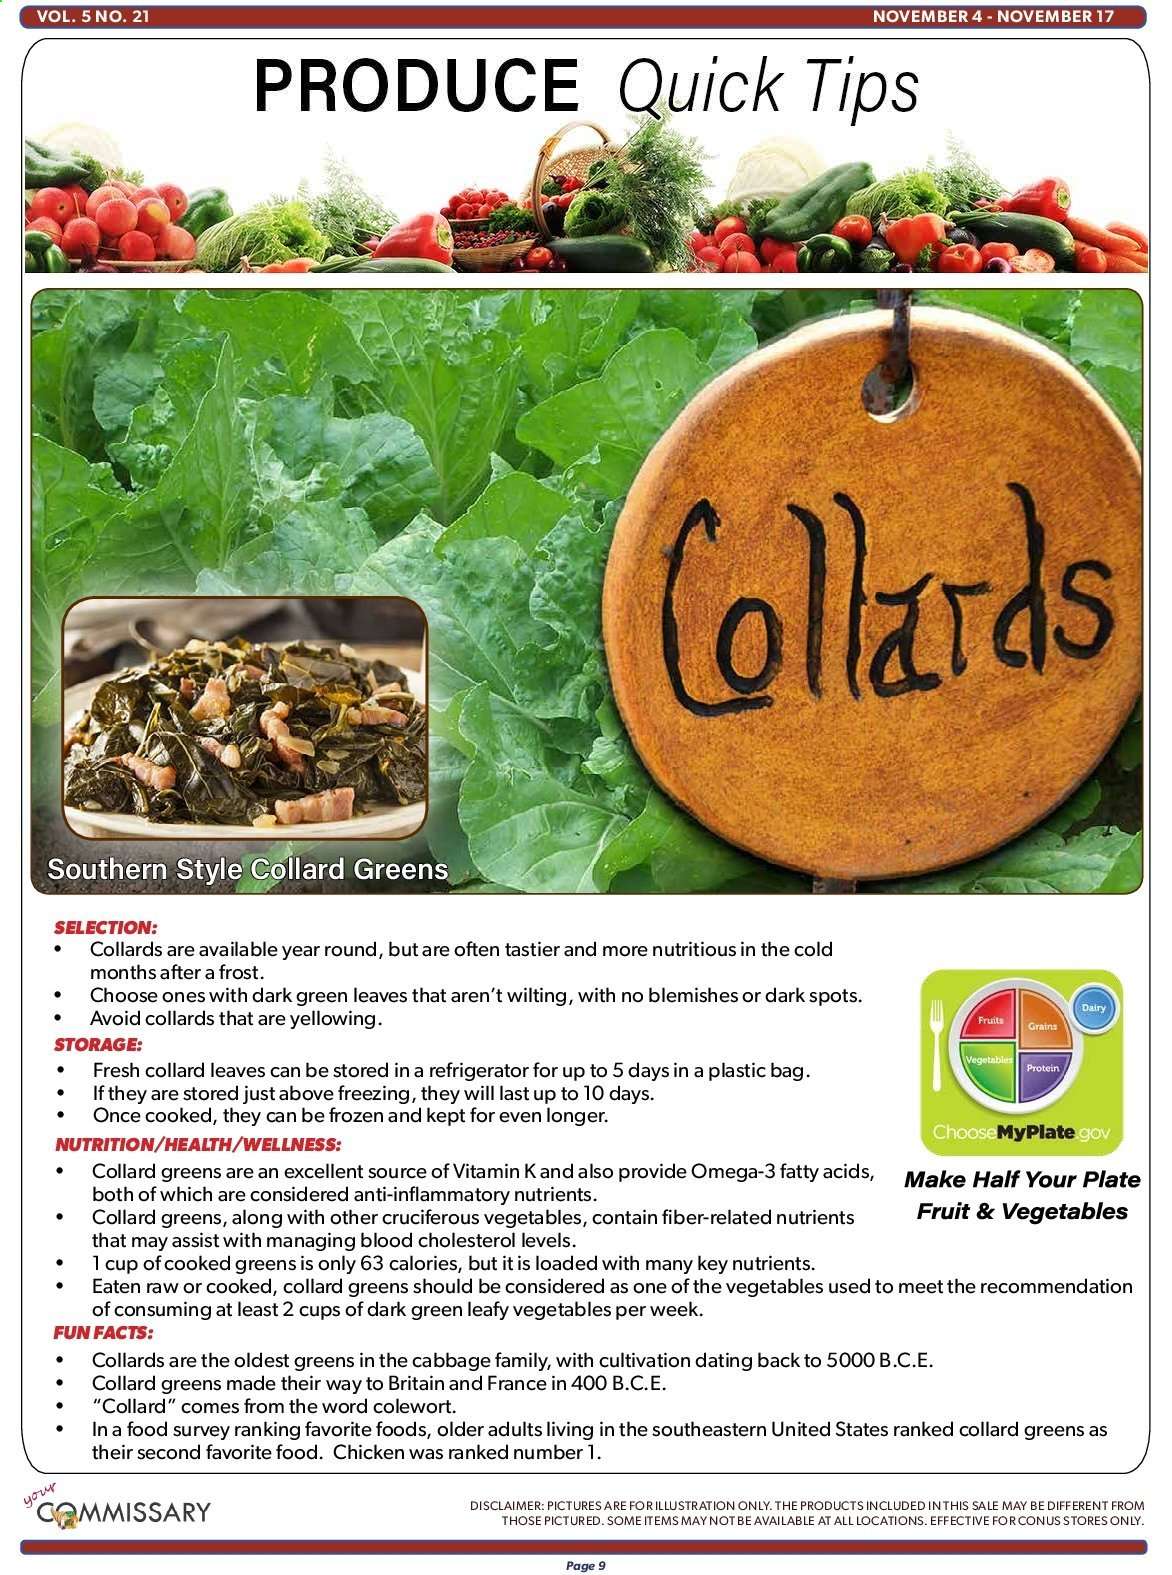 VOL. 5 NO. 21
NOVEMBER 4 - NOVEMBER 17
PRODUCE Quick Tips
Collards
Southern Style Collard Greens
SELECTION:
• Collards are available year round, but are often tastier and more nutritious in the cold
months after a frost.
• Choose ones with dark green leaves that aren't wilting, with no blemishes or dark spots.
• Avoid collards that are yellowing.
STORAGE:
• Fresh collard leaves can be stored in a refrigerator for up to 5 days in a plastic bag.
• If they are stored just above freezing, they will last up to 10 days.
• Once cooked, they can be frozen and kept for even longer.
NUTRITION/HEALTH/WELLNESS:
• Collard greens are an excellent source of Vitamin K and also provide Omega-3 fatty acids,
both of which are considered anti-inflammatory nutrients.
• Collard greens, along with other cruciferous vegetables, contain fiber-related nutrients
that may assist with managing blood cholesterol levels.
• 1 cup of cooked greens is only 63 calories, but it is loaded with many key nutrients.
• Eaten raw or cooked, collard greens should be considered as one of the vegetables used to meet the recommendation
of consuming at least 2 cups of dark green leafy vegetables per week.
FUN FACTS:
• Collards are the oldest greens in the cabbage family, with cultivation dating back to 5000 B.C.E.
• Collard greens made their way to Britain and France in 400 B.C.E.
• "Collard" comes from the word colewort.
• In a food survey ranking favorite foods, older adults living in the southeastern United States ranked collard greens as
their second favorite food. Chicken was ranked number 1.
Dairy
Fruits
Grains
Vegetables
Protein
ChooseMyPlate.gov
Make Half Your Plate
Fruit & Vegetables
your
COMMISSARY
DISCLAIMER: PICTURES ARE FOR ILLUSTRATION ONLY. THE PRODUCTS INCLUDED IN THIS SALE MAY BE DIFFERENT FROM
THOSE PICTURED. SOME ITEMS MAY NOT BE AVAILABLE AT ALL LOCATIONS. EFFECTIVE FOR CONUS STORES ONLY.
Page 9